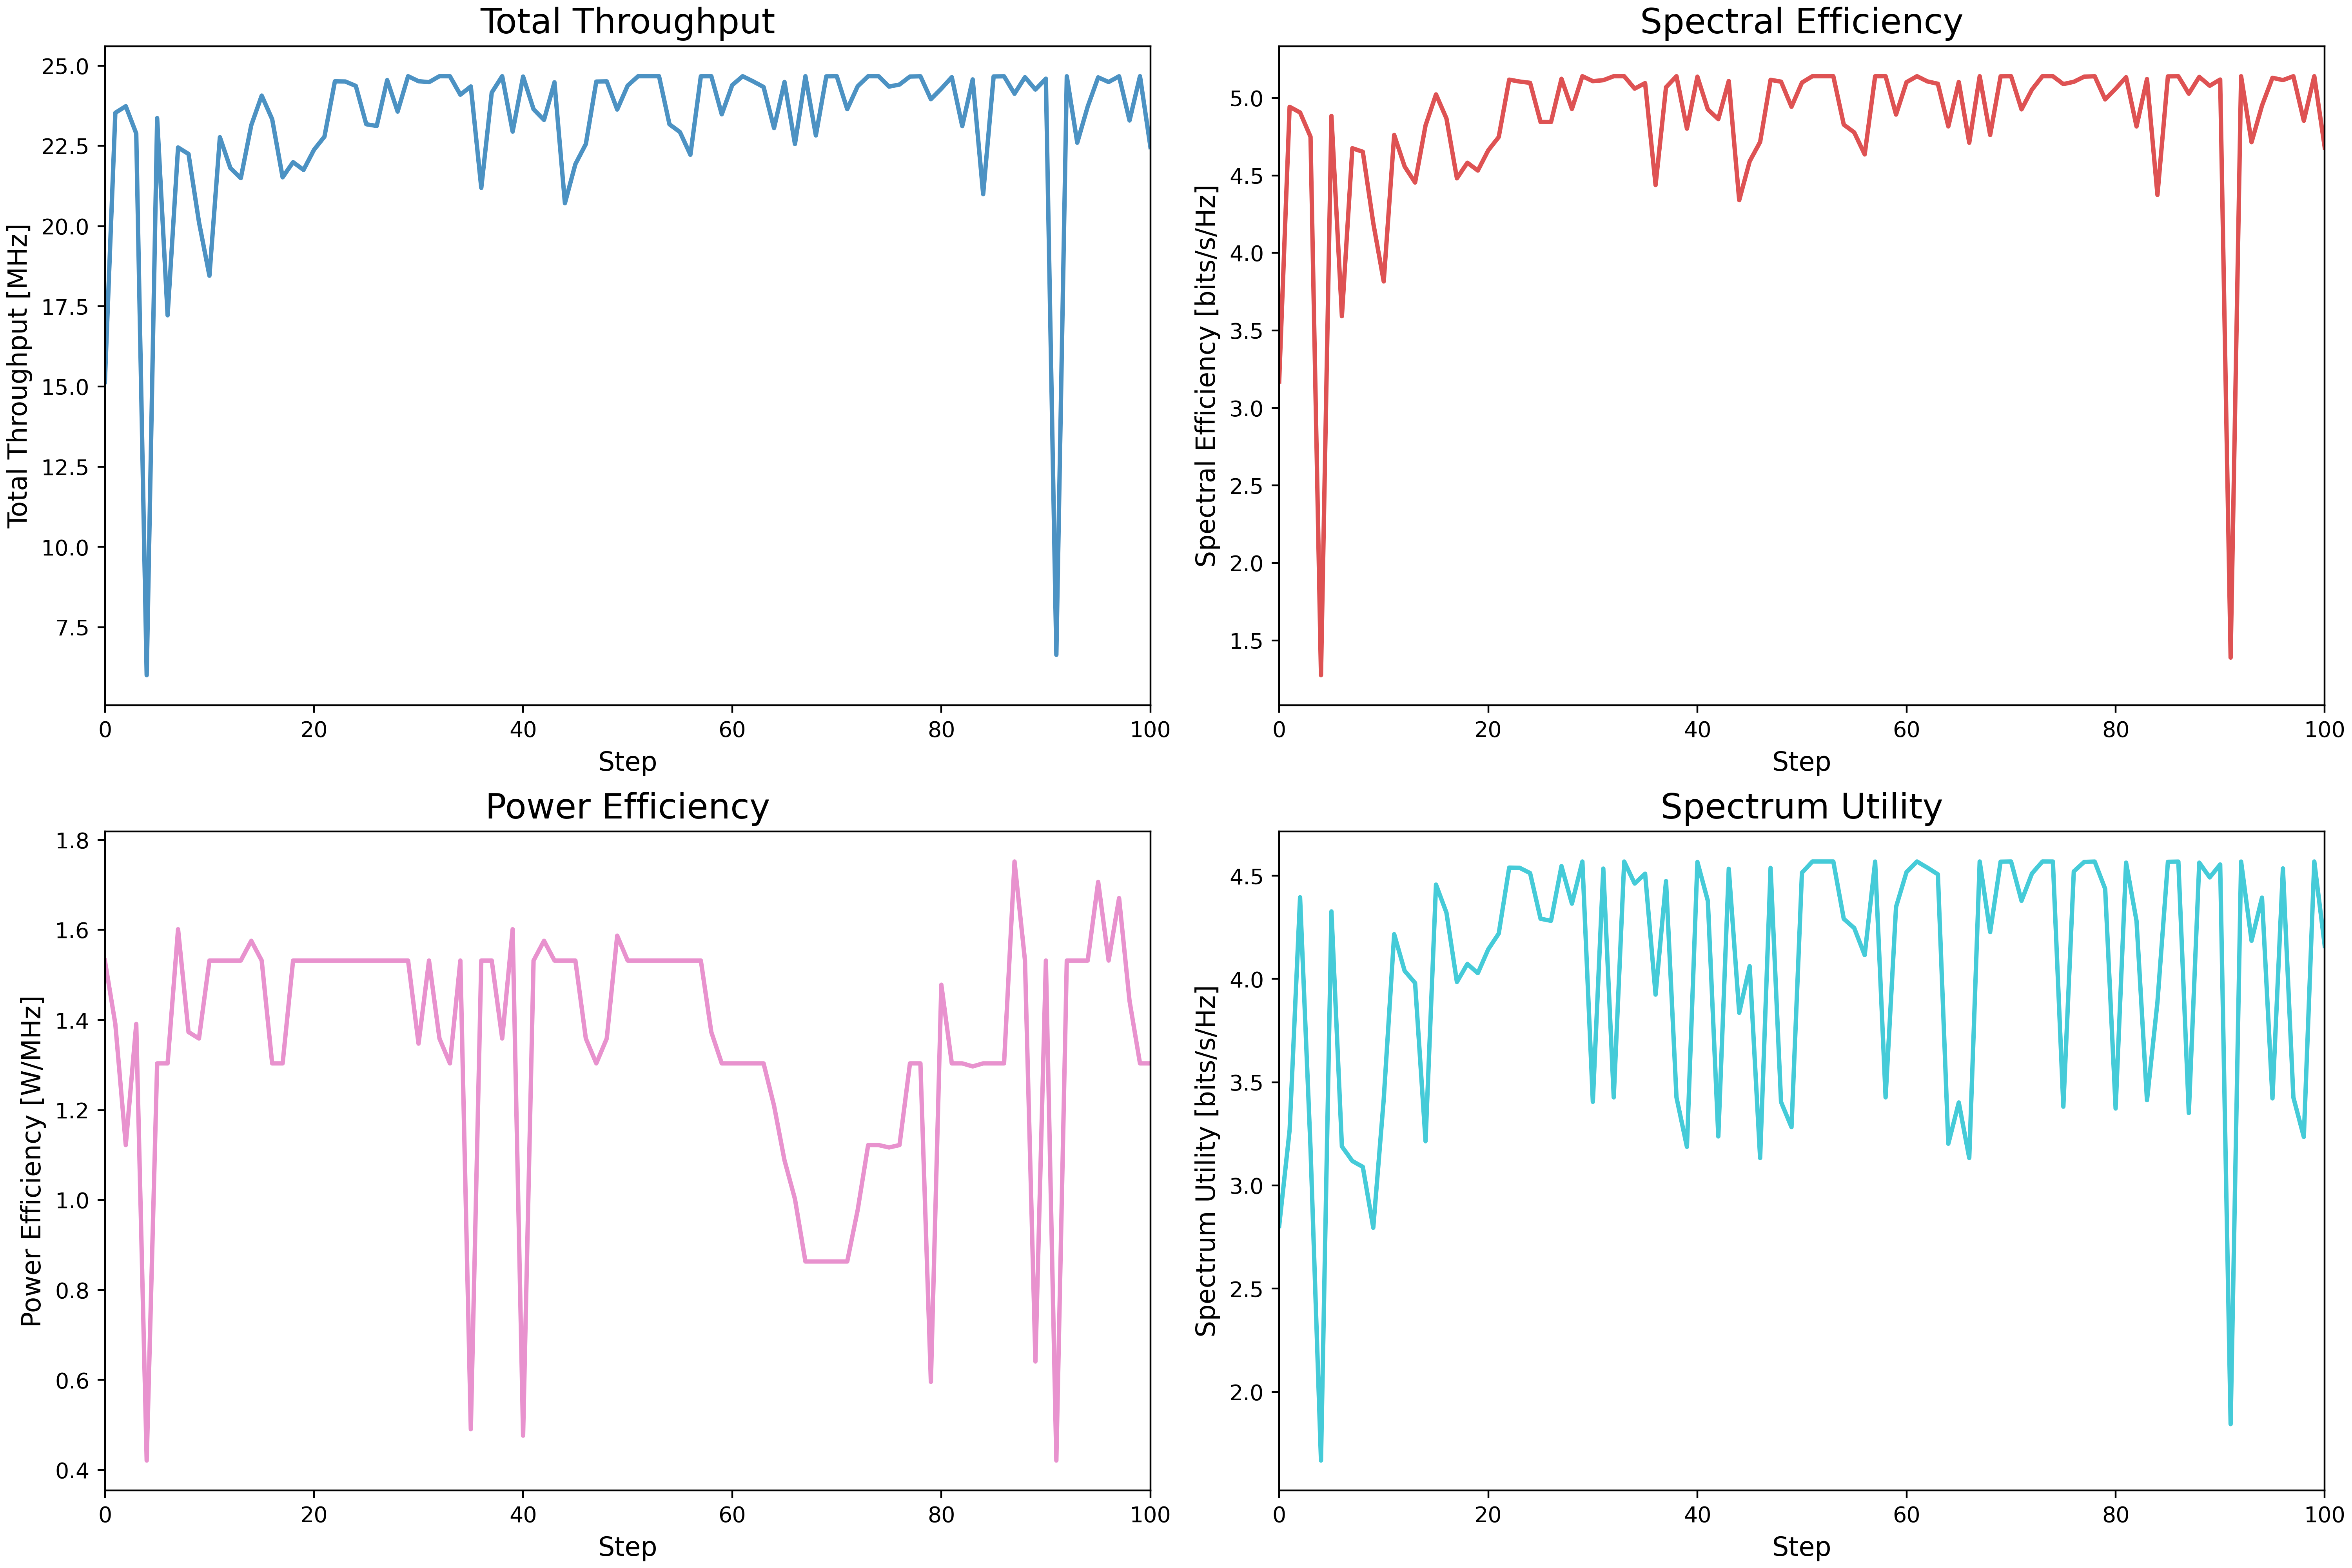 Total Throughput
Total Throughput [MHz]
25.0
22.5
20.0
17.5
15.0
12.5
10.0
7.5
0 20 40 60 80 100
Step
Spectral Efficiency
Spectral Efficiency [bits/s/Hz]
5.0
4.5
4.0
3.5
3.0
2.5
2.0
1.5
0 20 40 60 80 100
Step
Power Efficiency
Power Efficiency [W/MHz]
1.8
1.6
1.4
1.2
1.0
0.8
0.6
0.4
0 20 40 60 80 100
Step
Spectrum Utility
Spectrum Utility [bits/s/Hz]
4.5
4.0
3.5
3.0
2.5
2.0
0 20 40 60 80 100
Step